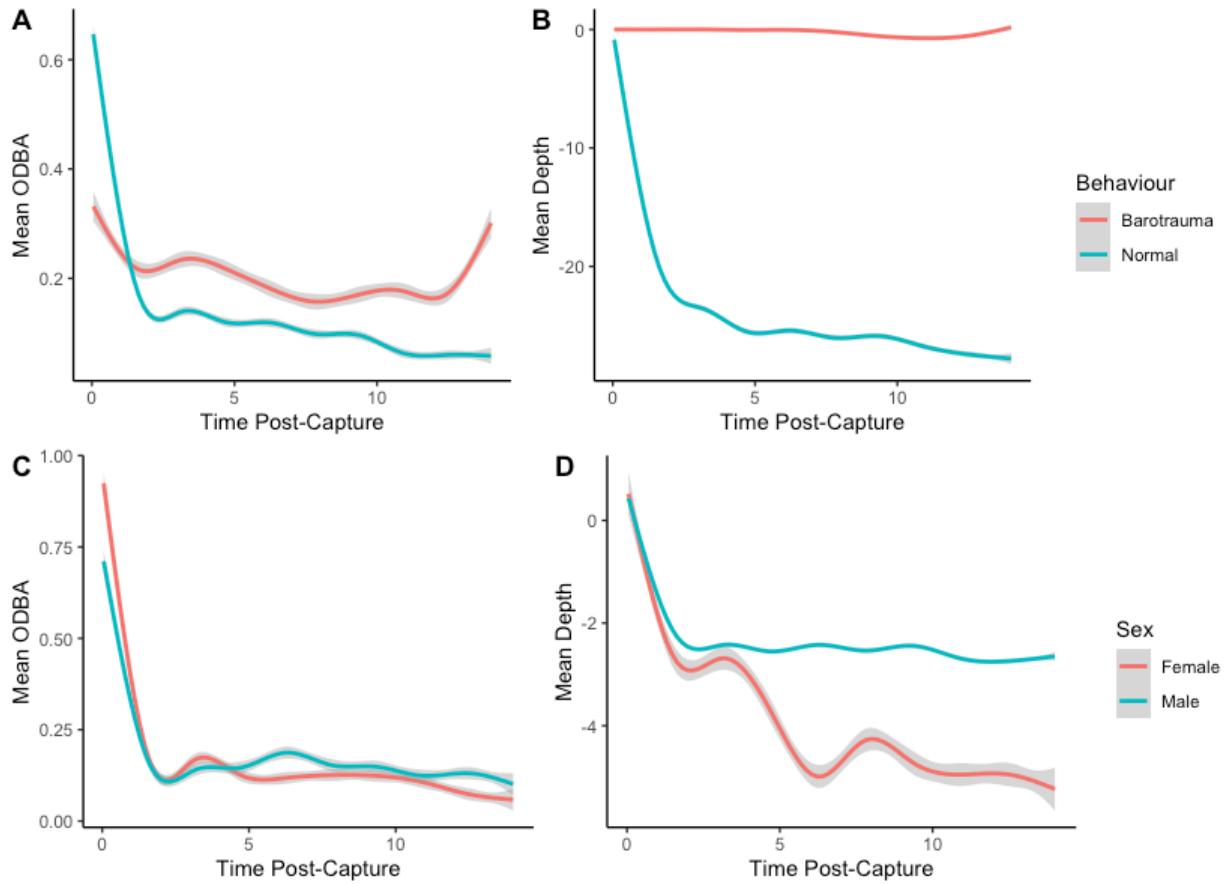 A
Mean ODBA
0.6
0.4
0.2
0
5
10
Time Post-Capture
B
Mean Depth
0
-10
-20
0
5
10
Time Post-Capture
Behaviour
Barotrauma
Normal
C
Mean ODBA
1.00
0.75
0.50
0.25
0.00
0
5
10
Time Post-Capture
D
Mean Depth
0
-2
-4
0
5
10
Time Post-Capture
Sex
Female
Male